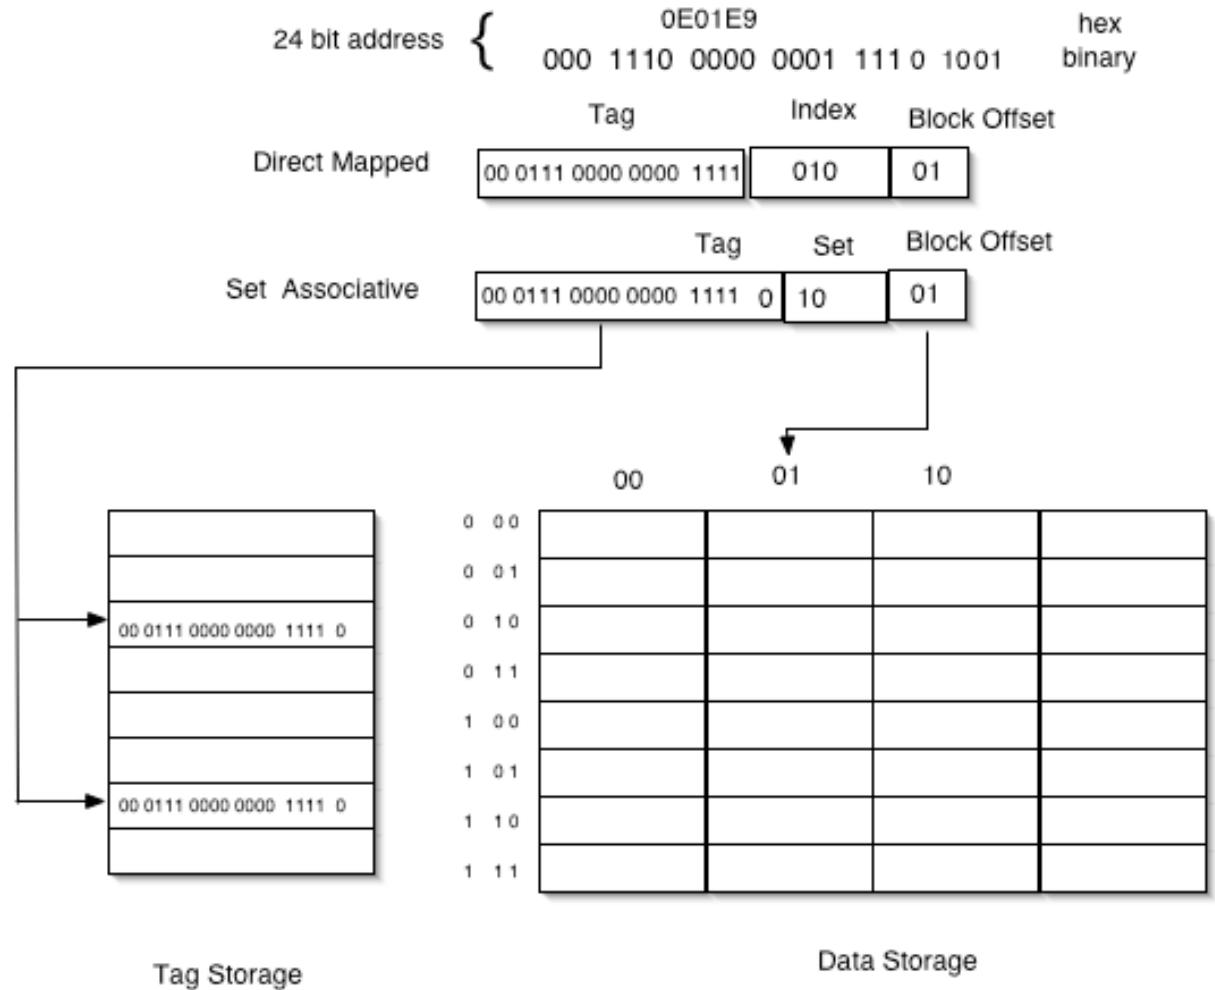 0E01E9 hex
24 bit address { 000 1110 0000 0001 111 0 1001 binary
Tag Index Block Offset
Direct Mapped 00 0111 0000 0000 1111 010 01
Tag Set Block Offset
Set Associative 00 0111 0000 0000 1111 0 10 01
00 01 10
0 00
0 01
00 0111 0000 0000 1111 0 0 10
0 11
1 00
1 01
00 0111 0000 0000 1111 0 1 10
1 11
Data Storage
Tag Storage